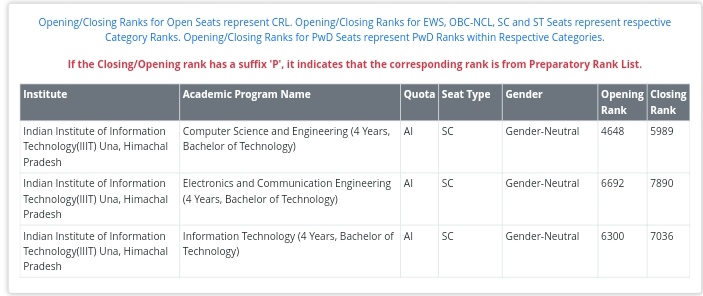 Opening/Closing Ranks for Open Seats represent CRL. Opening/Closing Ranks for EWS, OBC-NCL, SC and ST Seats represent respective
Category Ranks. Opening/Closing Ranks for PwD Seats represent PwD Ranks within Respective Categories.
If the Closing/Opening rank has a suffix 'P', it indicates that the corresponding rank is from Preparatory Rank List.
Institute Academic Program Name Quota Seat Type Gender Opening Closing
Rank Rank
Indian Institute of Information Computer Science and Engineering (4 Years, AI SC Gender-Neutral 4648 5989
Technology(IIIT) Una, Himachal Bachelor of Technology)
Pradesh
Indian Institute of Information Electronics and Communication Engineering AI SC Gender-Neutral 6692 7890
Technology(IIIT) Una, Himachal (4 Years, Bachelor of Technology)
Pradesh
Indian Institute of Information Information Technology (4 Years, Bachelor of AI SC Gender-Neutral 6300 7036
Technology(IIIT) Una, Himachal Technology)
Pradesh